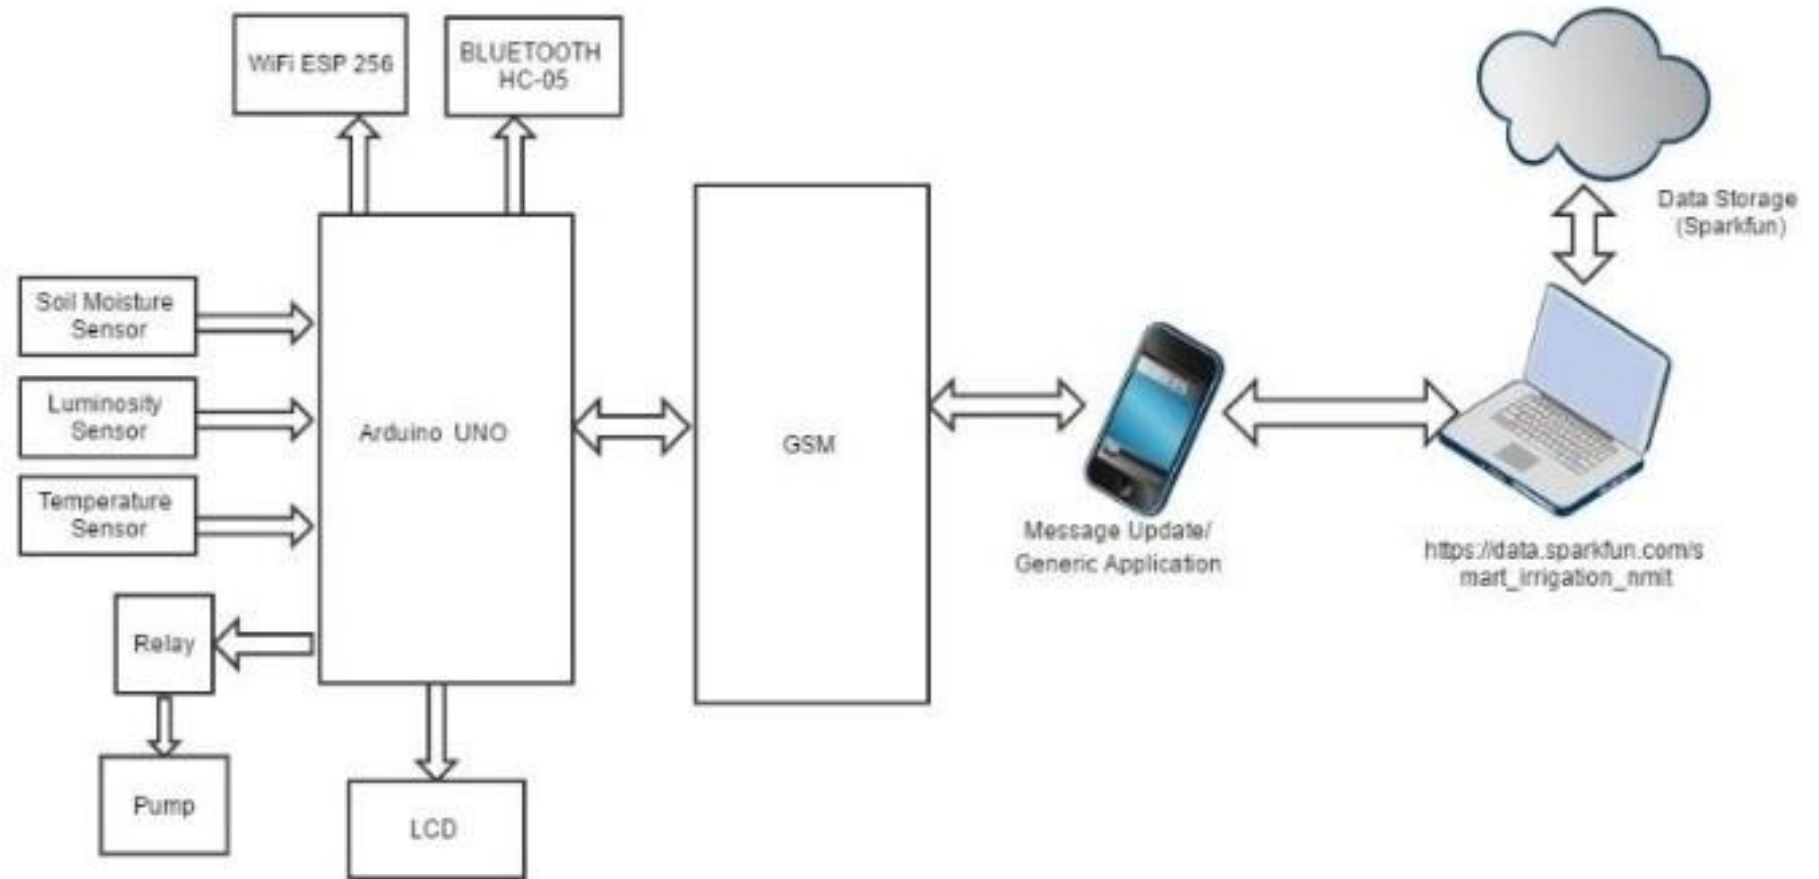 WiFi ESP 256
BLUETOOTH
HC-05
Data Storage
(Sparkfun)
Soil Moisture
Sensor
Luminosity
Sensor
Arduino UNO
GSM
Temperature
Sensor
Message Update/
Generic Application
https://data.sparkfun.com/s
mart_irrigation_nmit
Relay
Pump
LCD